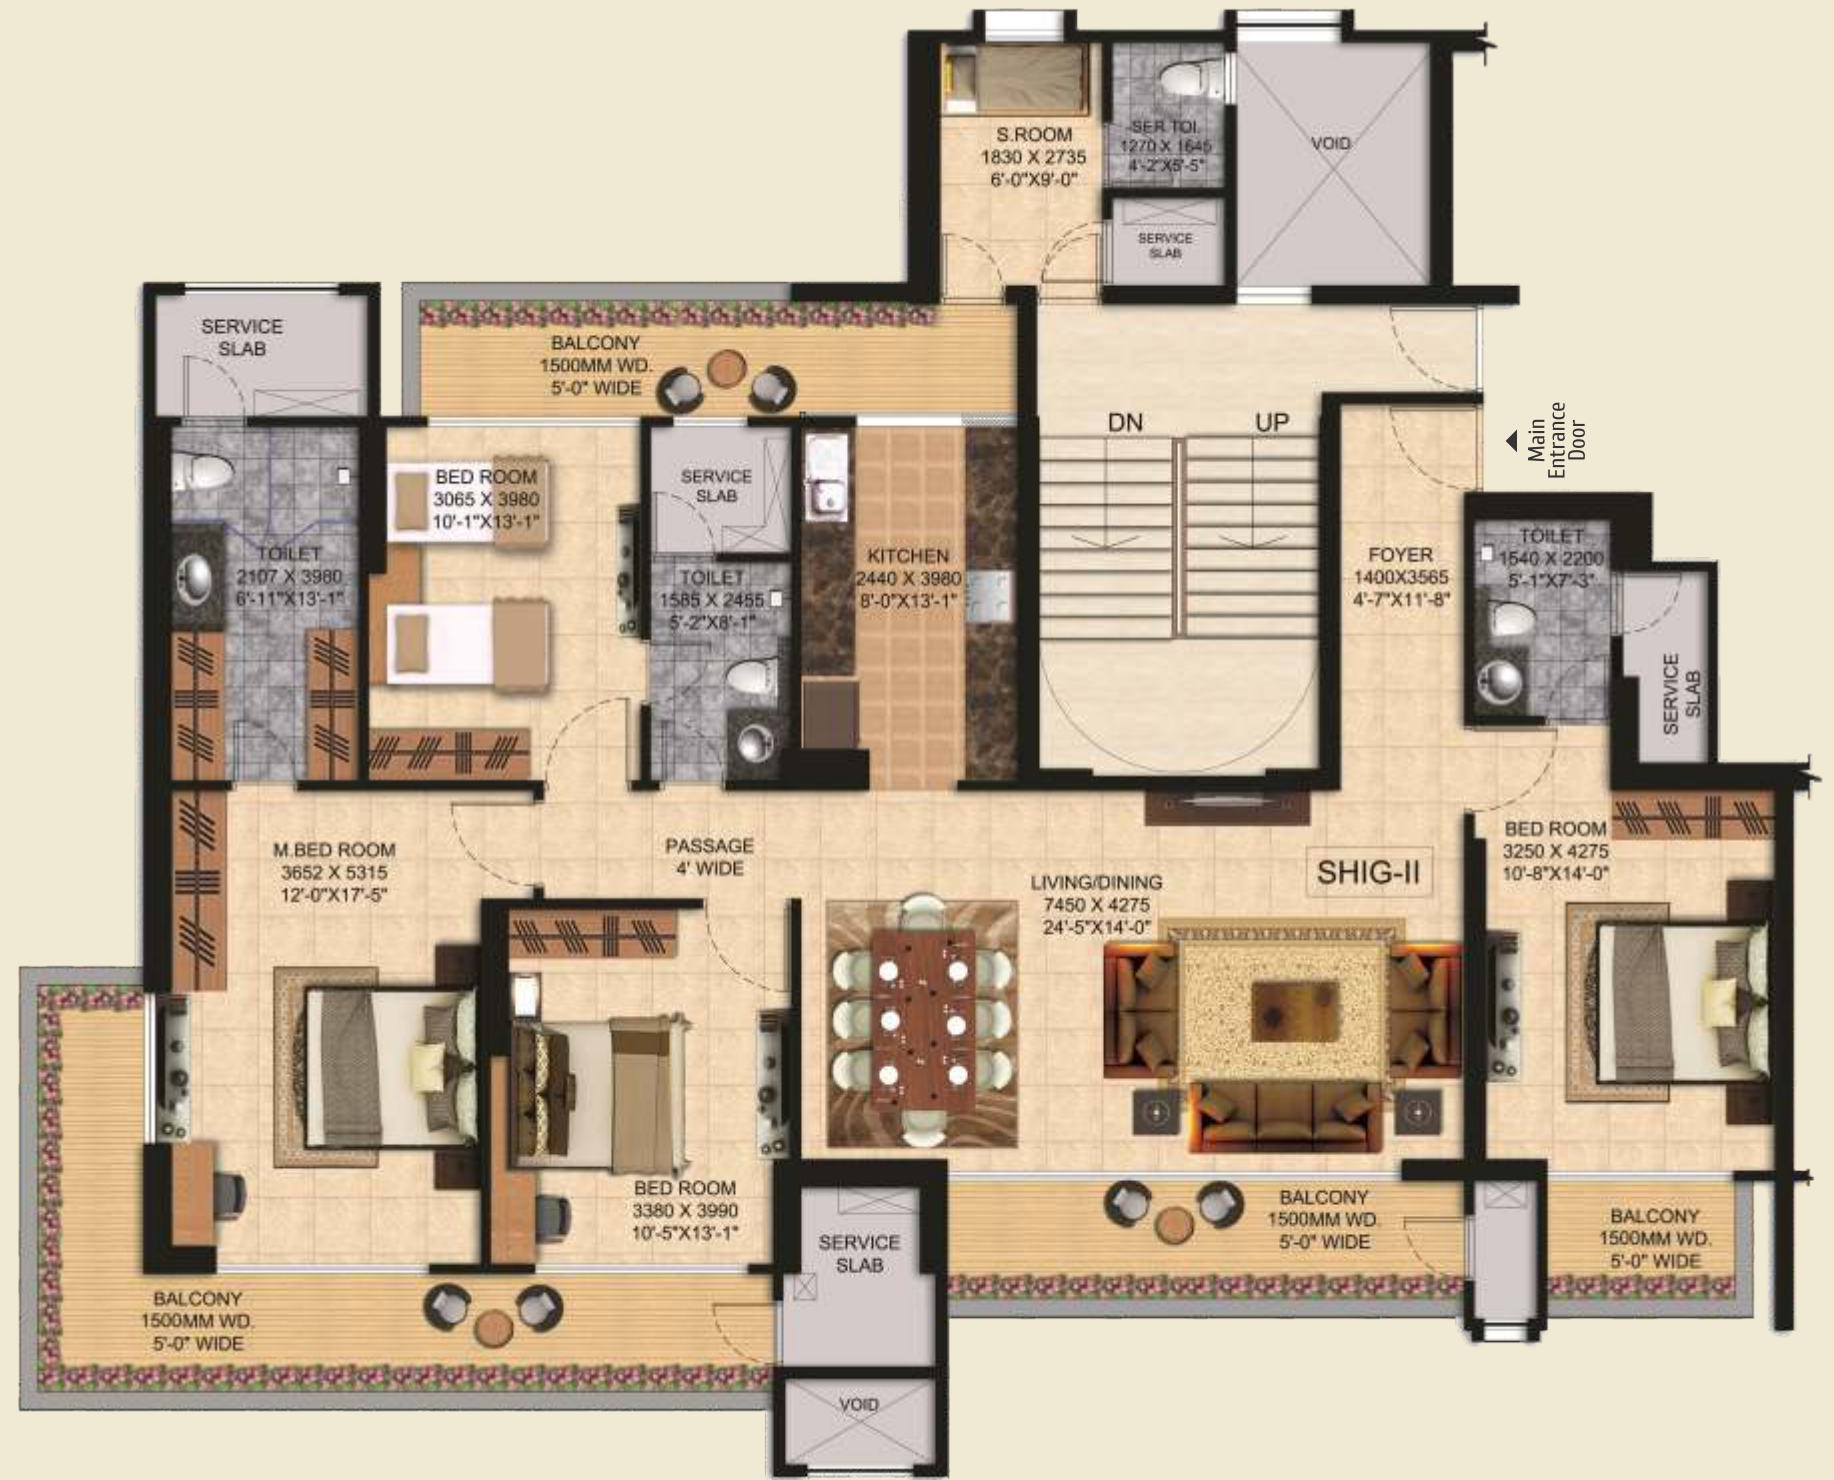 S.ROOM
1830 X 2735
6'-0"X9'-0"
SER TOI.
1270 X 1645
4'-2"X5'-5"
VOID
SERVICE
SLAB
SERVICE
SLAB
BALCONY
1500MM WD.
5'-0" WIDE
DN
UP
Main
Entrance
Door
BED ROOM
3065 X 3980
10'-1"X13'-1"
SERVICE
SLAB
TOILET
2107 X 3980
6'-11"X13'-1"
TOILET
1585 X 2455
5'-2"X8'-1"
KITCHEN
2440 X 3980
8'-0"X13'-1"
FOYER
1400X3565
4'-7"X11'-8"
TOILET
1540 X 2200
5'-1"X7'-3"
SERVICE
SLAB
M.BED ROOM
3652 X 5315
12'-0"X17'-5"
PASSAGE
4' WIDE
LIVING/DINING
7450 X 4275
24'-5"X14'-0"
SHIG-II
BED ROOM
3250 X 4275
10'-8"X14'-0"
BED ROOM
3380 X 3990
10'-5"X13'-1"
SERVICE
SLAB
BALCONY
1500MM WD.
5'-0" WIDE
BALCONY
1500MM WD.
5'-0" WIDE
BALCONY
1500MM WD.
5'-0" WIDE
VOID